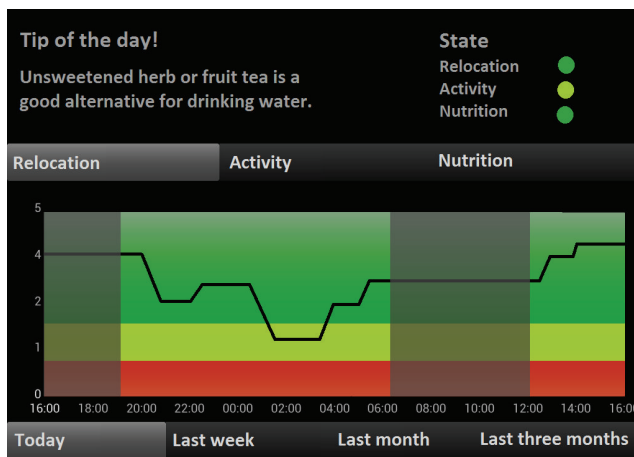 Tip of the day!
Unsweetened herb or fruit tea is a
good alternative for drinking water.
State
Relocation
Activity
Nutrition
Relocation Activity Nutrition
5
4
2
1
0
16:00 18:00 20:00 22:00 00:00 02:00 04:00 06:00 08:00 10:00 12:00 14:00 16:0
Today Last week Last month Last three months